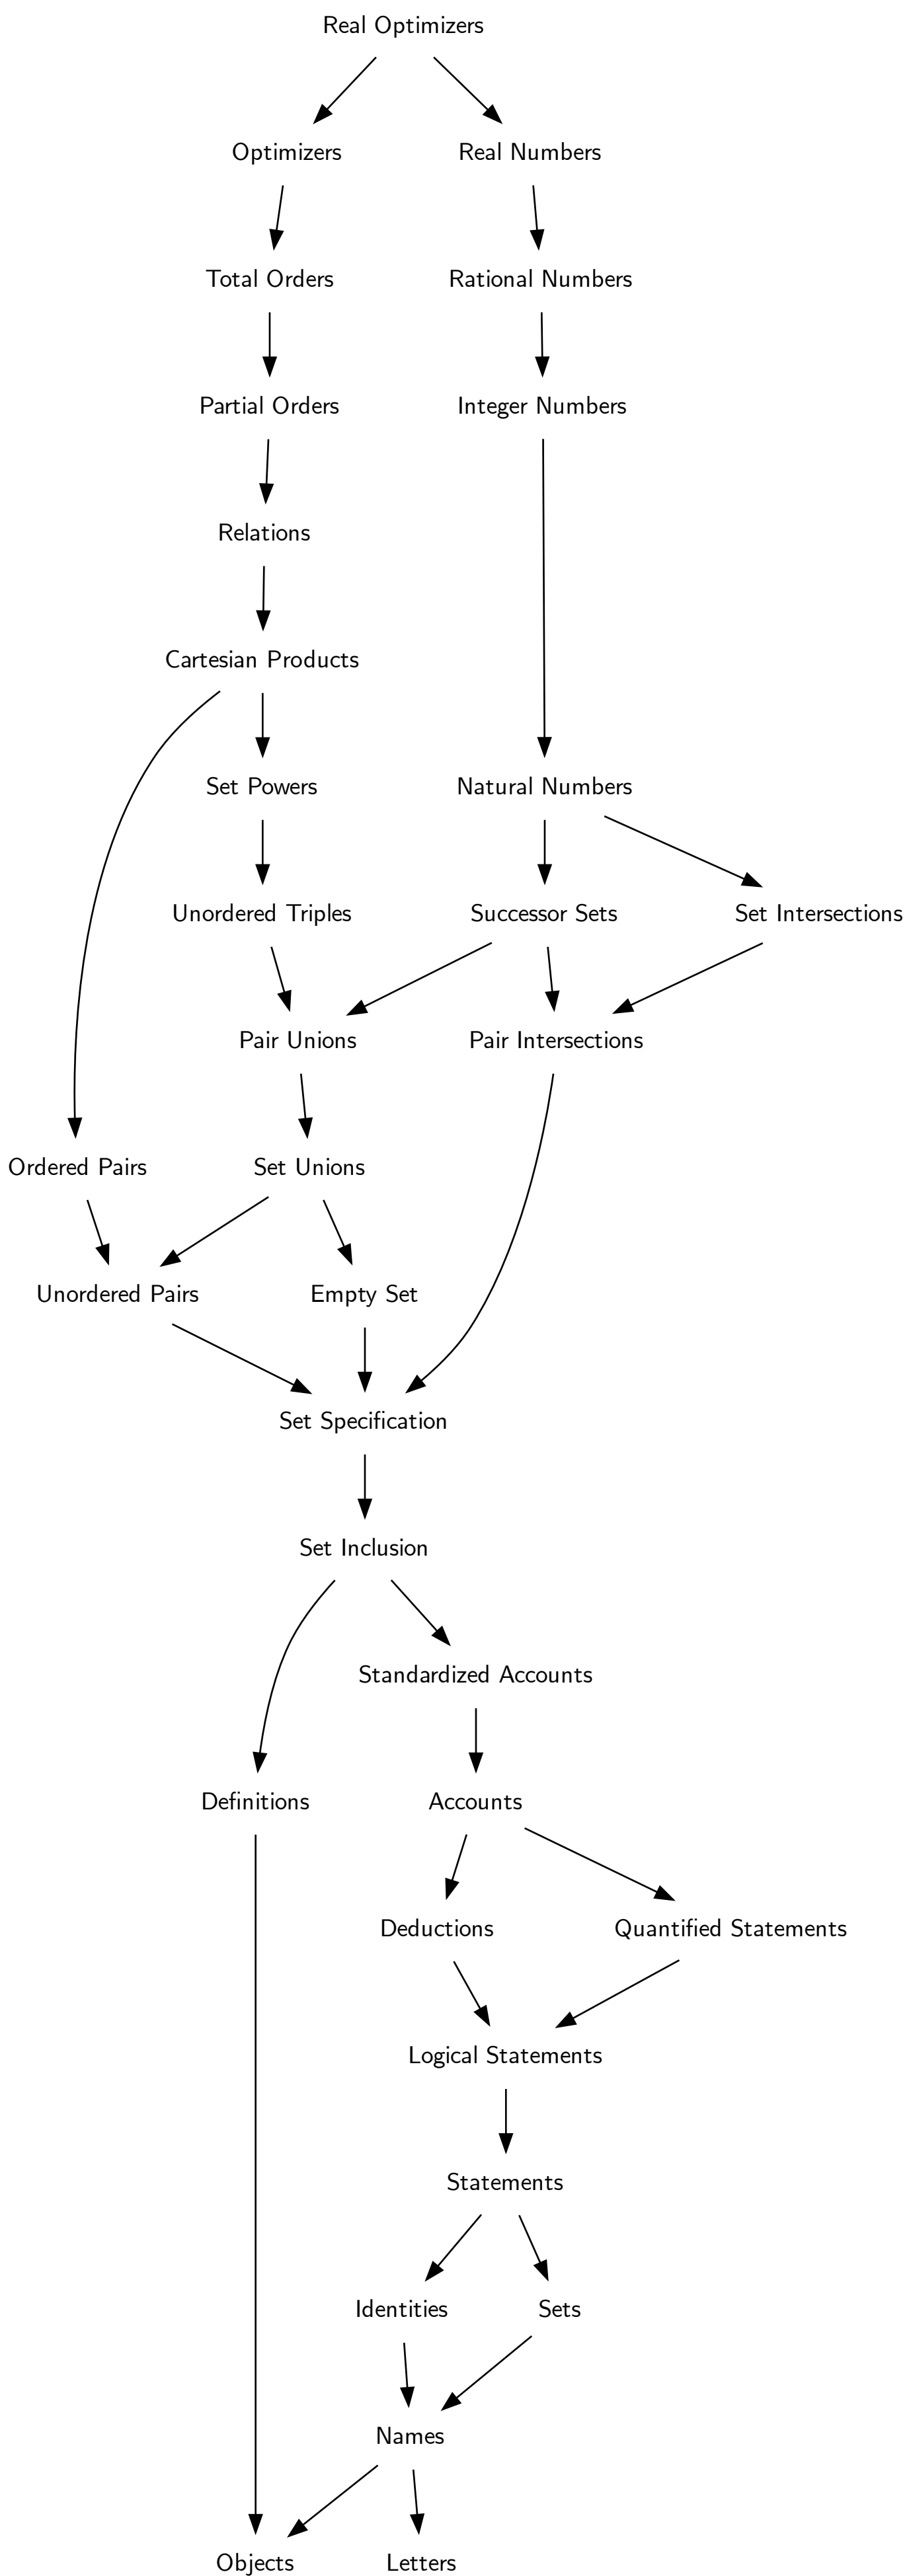 Real Optimizers
Optimizers
Real Numbers
Total Orders
Rational Numbers
Partial Orders
Integer Numbers
Relations
Cartesian Products
Set Powers
Natural Numbers
Unordered Triples
Successor Sets
Set Intersections
Pair Unions
Pair Intersections
Ordered Pairs
Set Unions
Unordered Pairs
Empty Set
Set Specification
Set Inclusion
Standardized Accounts
Definitions
Accounts
Deductions
Quantified Statements
Logical Statements
Statements
Identities
Sets
Names
Objects
Letters